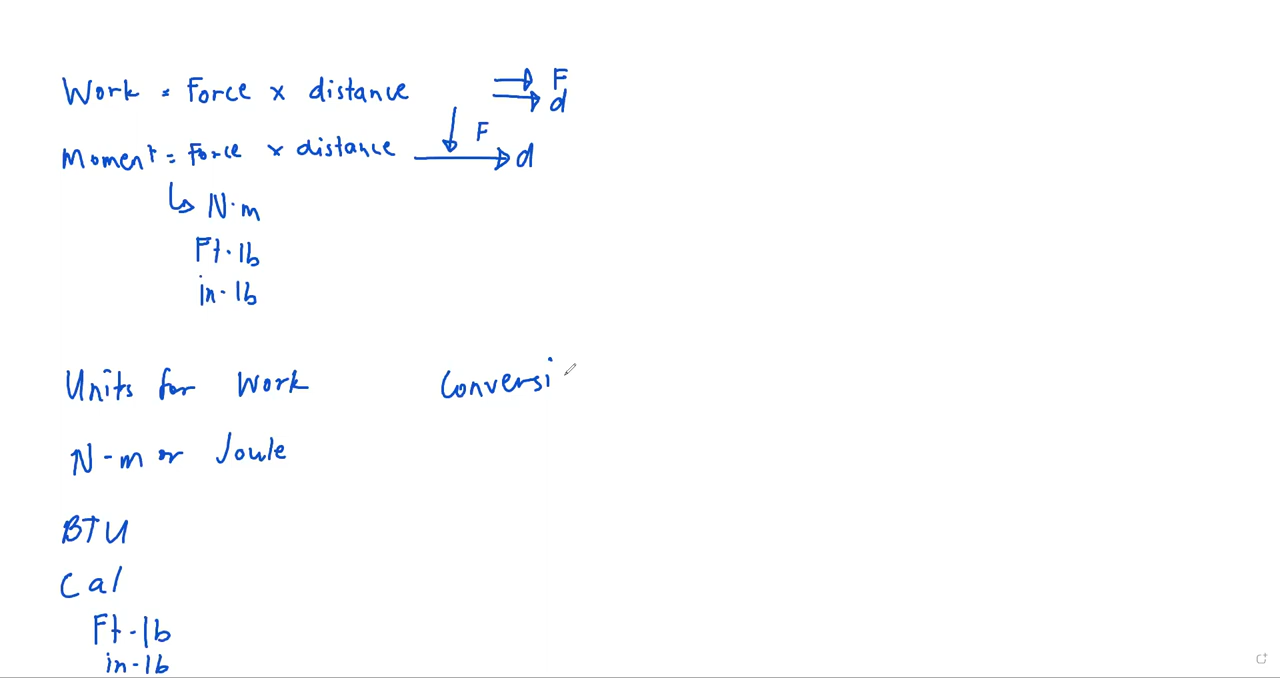 Work = Force x distance F
d
Moment = Force x distance F
d
N·m
Ft·lb
in·lb
Units for Work Conversi
N-m or Joule
BTU
Cal
Ft-lb
in-lb